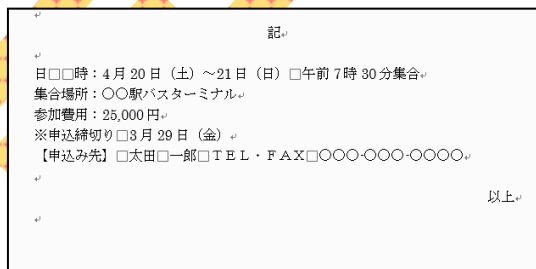 記
日□□時：4月20日（土）～21日（日）□午前7時30分集合
集合場所：〇〇駅バスターミナル
参加費用：25,000円
※申込締切り□3月29日（金）
【申込み先】□太田□一郎□ＴＥＬ・ＦＡＸ□〇〇〇-〇〇〇-〇〇〇〇
以上